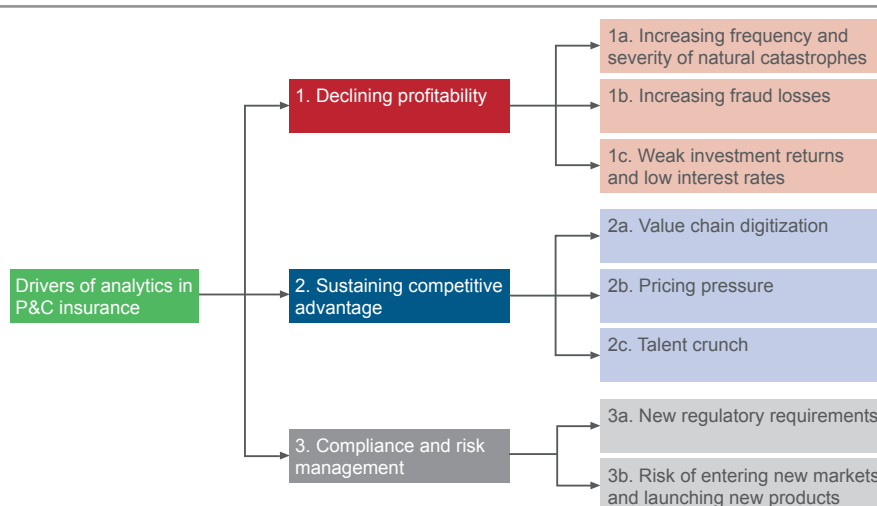 1a. Increasing frequency and
severity of natural catastrophes
1. Declining profitability
1b. Increasing fraud losses
1c. Weak investment returns
and low interest rates
2a. Value chain digitization
Drivers of analytics in
P&C insurance
2. Sustaining competitive
advantage
2b. Pricing pressure
2c. Talent crunch
3a. New regulatory requirements
3. Compliance and risk
management
3b. Risk of entering new markets
and launching new products